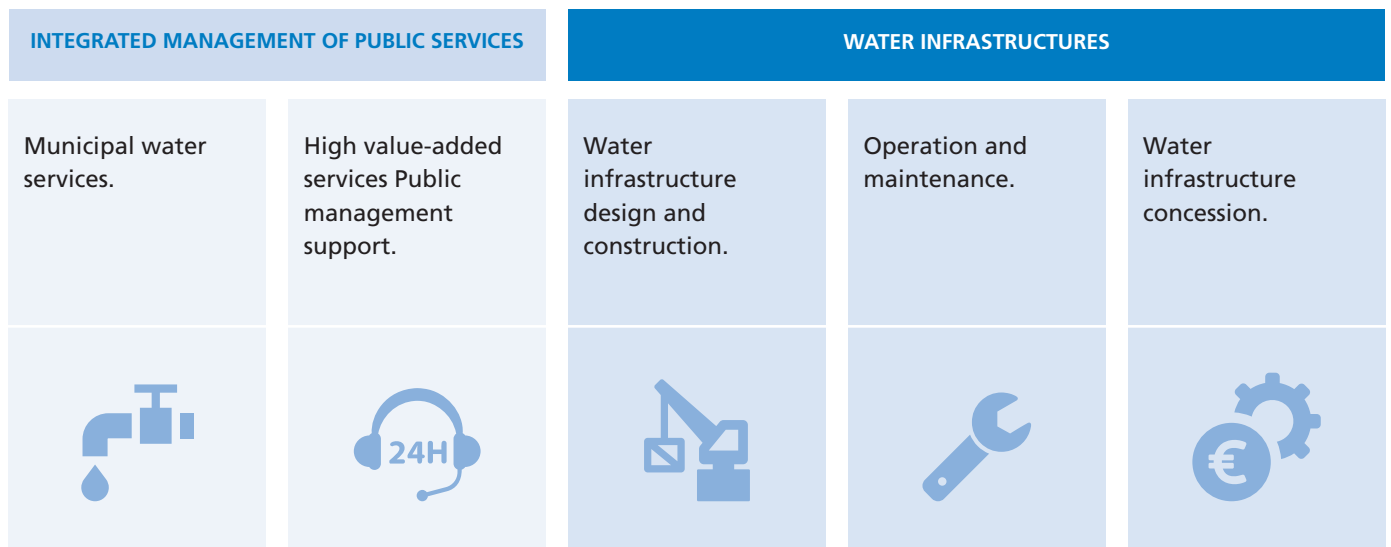 INTEGRATED MANAGEMENT OF PUBLIC SERVICES
WATER INFRASTRUCTURES
Municipal water
services.
High value-added
services Public
management
support.
Water
infrastructure
design and
construction.
Operation and
maintenance.
Water
infrastructure
concession.
24H
€